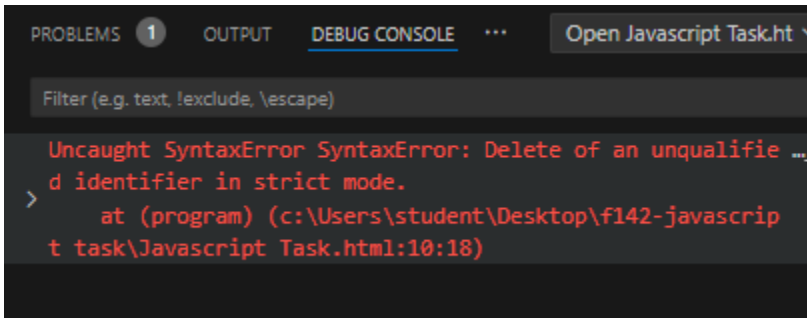 PROBLEMS 1 OUTPUT DEBUG CONSOLE ... Open Javascript Task.ht
Filter (e.g. text, !exclude, \escape)
Uncaught SyntaxError SyntaxError: Delete of an unqualifie …
d identifier in strict mode.
at (program) (c:\Users\student\Desktop\f142-javascrip
t task\Javascript Task.html:10:18)